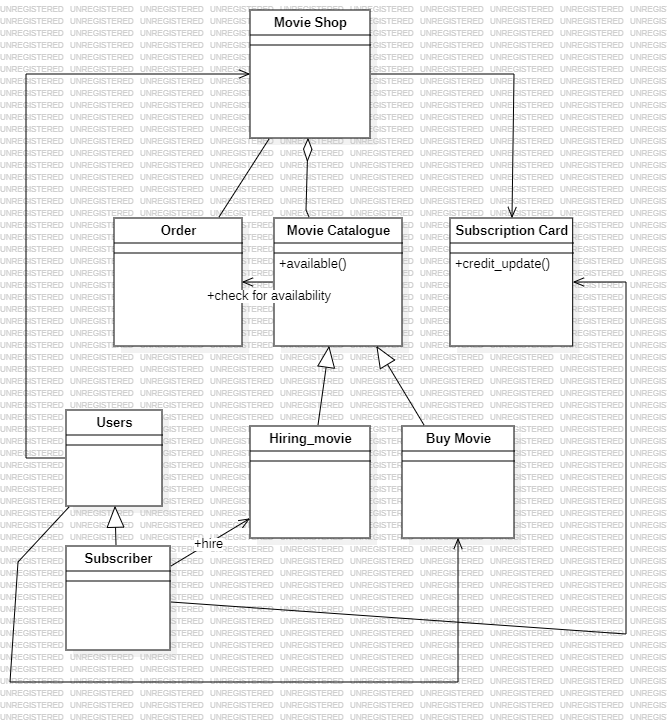 Movie Shop
Order
Movie Catalogue
+available()
Subscription Card
+credit_update()
+check for availability
Users
Hiring_movie
Buy Movie
Subscriber
+hire
UNREGISTERED